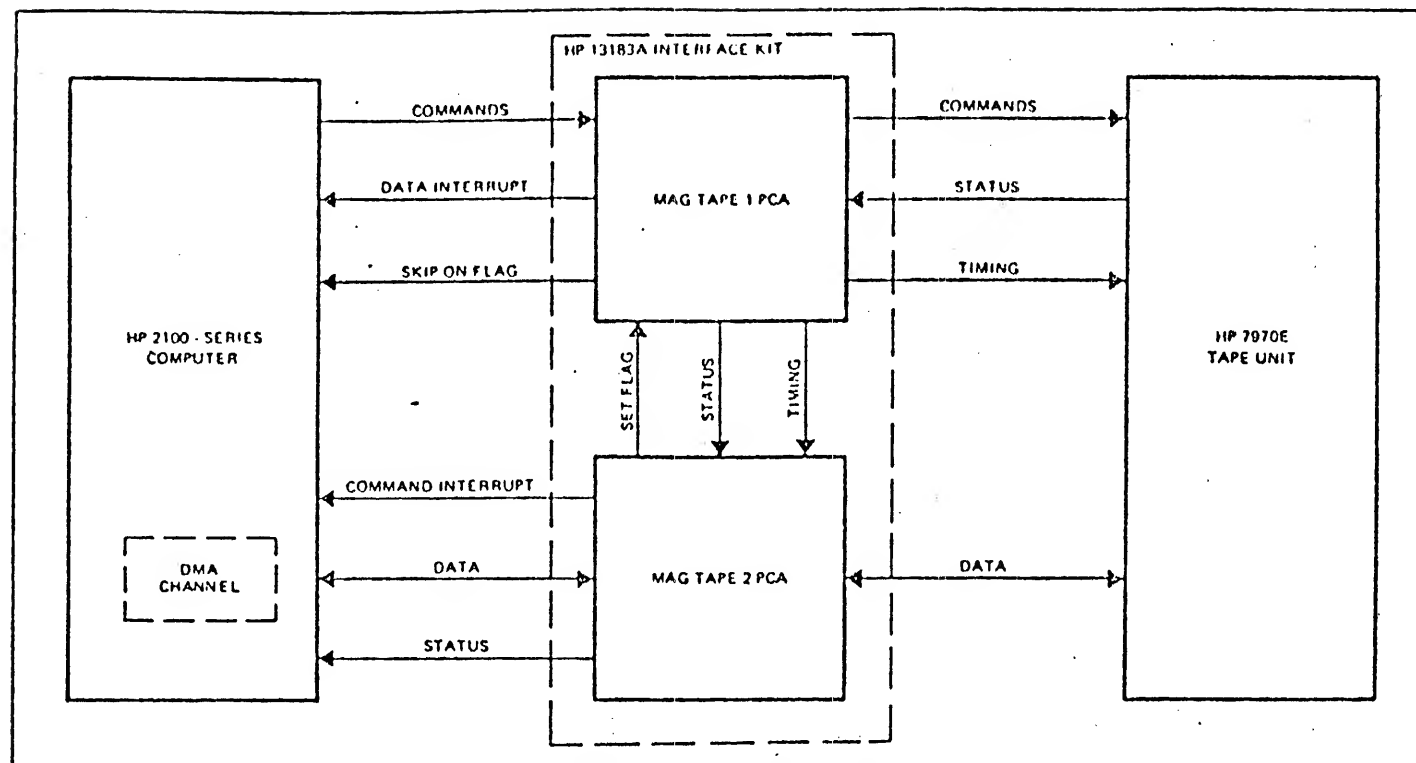 HP 13183A INTERFACE KIT
COMMANDS
COMMANDS
DATA INTERRUPT
MAG TAPE 1 PCA
STATUS
SKIP ON FLAG
TIMING
HP 2100 - SERIES
COMPUTER
HP 7970E
TAPE UNIT
SET FLAG
STATUS
TIMING
COMMAND INTERRUPT
DMA
CHANNEL
DATA
MAG TAPE 2 PCA
DATA
STATUS